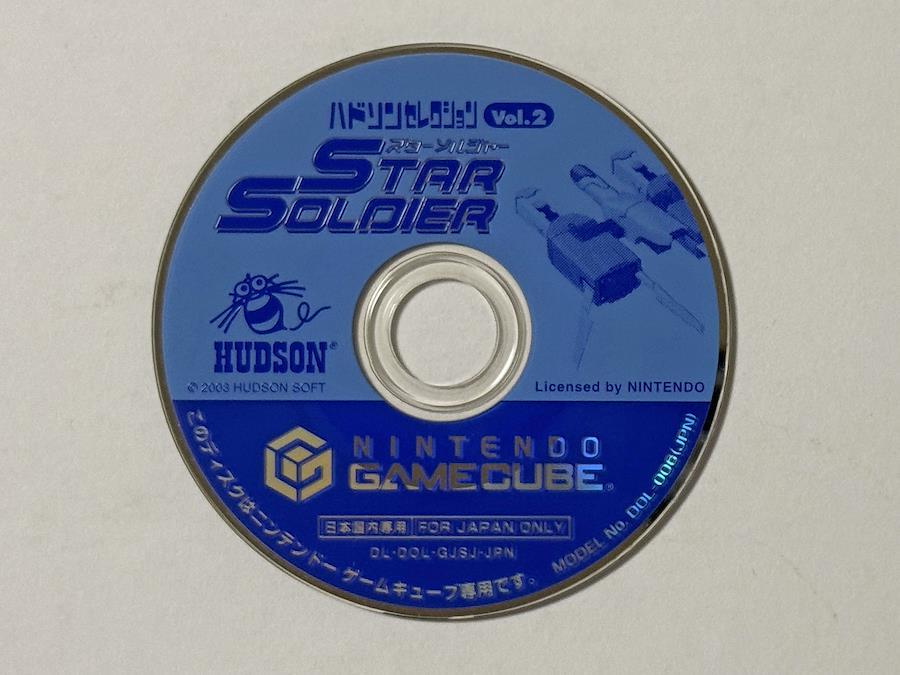 ハドソンセレクション Vol.2
スターソルジャー
STAR
SOLDIER
HUDSON®
© 2003 HUDSON SOFT
Licensed by NINTENDO
NINTENDO
GAMECUBE®
日本国内専用 FOR JAPAN ONLY
DL-DOL-GJSJ-JPN
このディスクはニンテンドー ゲームキューブ専用です。
MODEL No. DOL-006(JPN)